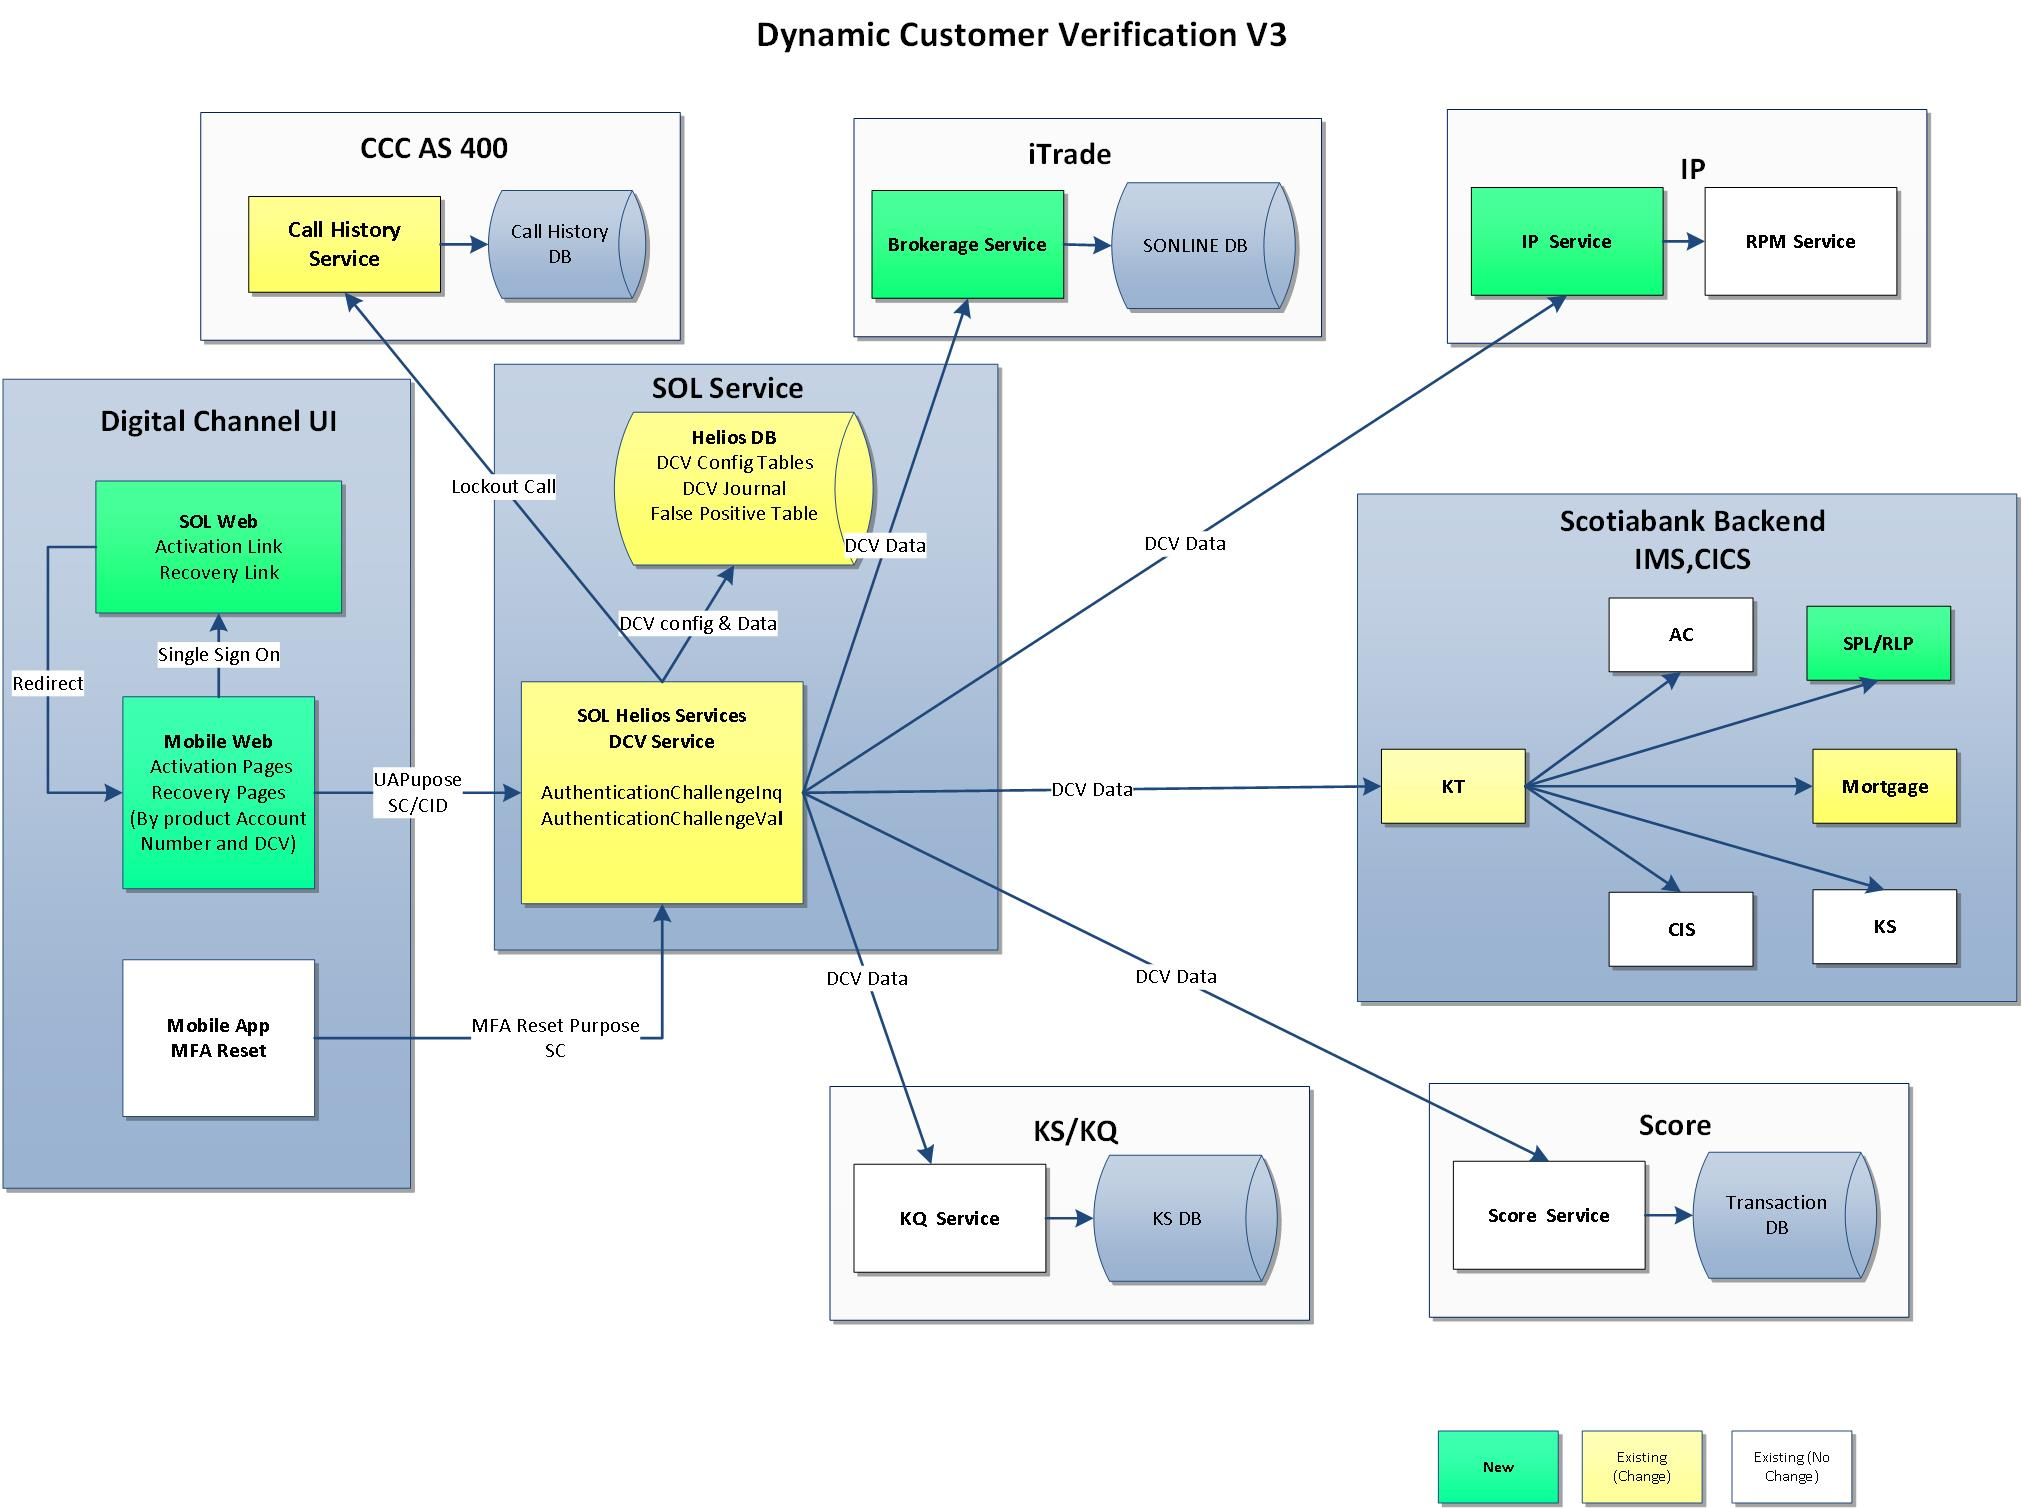 Dynamic Customer Verification V3
CCC AS 400
Call History
Service
Call History
DB
iTrade
Brokerage Service
SONLINE DB
IP
IP Service
RPM Service
Digital Channel UI
SOL Web
Activation Link
Recovery Link
Single Sign On
Redirect
Mobile Web
Activation Pages
Recovery Pages
(By product Account
Number and DCV)
Mobile App
MFA Reset
UAPupose
SC/CID
MFA Reset Purpose
SC
Lockout Call
SOL Service
Helios DB
DCV Config Tables
DCV Journal
False Positive Table
DCV config & Data
SOL Helios Services
DCV Service
AuthenticationChallengeInq
AuthenticationChallengeVal
DCV Data
DCV Data
DCV Data
DCV Data
DCV Data
Scotiabank Backend
IMS,CICS
AC
SPL/RLP
KT
Mortgage
CIS
KS
KS/KQ
KQ Service
KS DB
Score
Score Service
Transaction
DB
New
Existing
(Change)
Existing (No
Change)